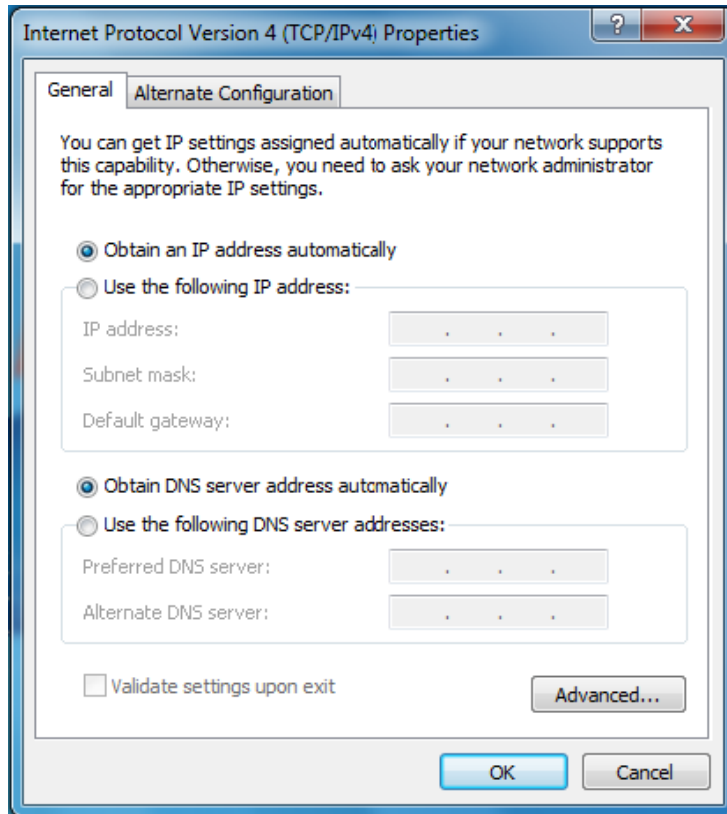 Internet Protocol Version 4 (TCP/IPv4) Properties
?
General
Alternate Configuration
You can get IP settings assigned automatically if your network supports
this capability. Otherwise, you need to ask your network administrator
for the appropriate IP settings.
Obtain an IP address automatically
Use the following IP address:
IP address:
Subnet mask:
Default gateway:
Obtain DNS server address automatically
Use the following DNS server addresses:
Preferred DNS server:
Alternate DNS server:
Validate settings upon exit
Advanced...
OK
Cancel